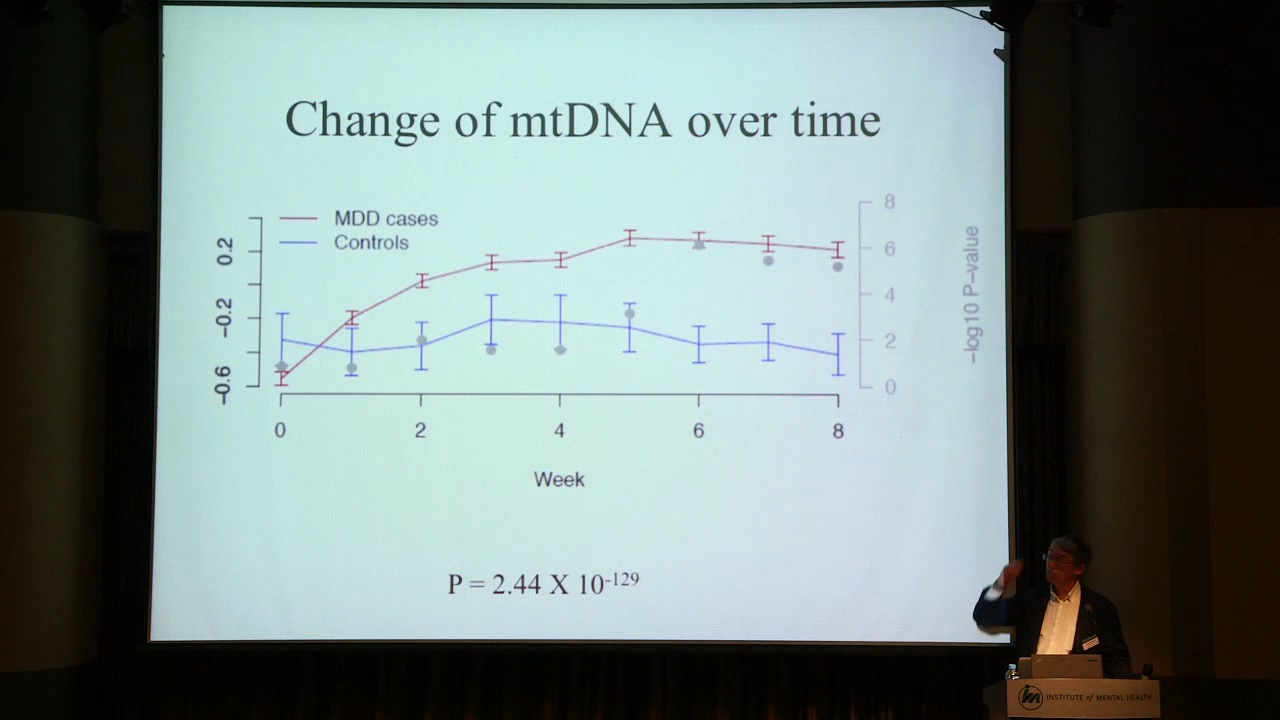 Change of mtDNA over time
MDD cases
Controls
0.2
-0.2
-0.6
8
6
4
2
0
-log10 P-value
0 2 4 6 8
Week
P = 2.44 X 10-129
INSTITUTE of MENTAL HEALTH